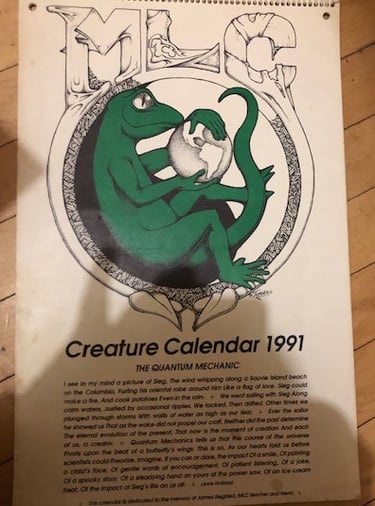 MLC
Creature Calendar 1991
THE QUANTUM MECHANIC
I see in my mind a picture of Sieg, The wind whipping along a Sauvie Island beach
on the Columbia, Furling his oriental robe around him Like a flag of love. Sieg could
make a fire, And cook potatoes Even in the rain. • We went sailing with Sieg Along
calm waters, Jostled by occasional ripples. We rocked, Then drifted. Other times we
plunged through storms With walls of water as high as our fear. • Ever the sailor
he showed us That as the wake did not propel our craft, Neither did the past determine
The eternal evolution of the present, That now is the moment of creation And each
of us, a creator. • Quantum Mechanics tells us that the course of the universe
Pivots upon the beat of a butterfly's wings. This is so, As our hearts told us before
scientists could theorize. Imagine, if you can or dare, the impact Of a smile, Of painting
a child's face, Of gentle words of encouragement, Of patient listening, Of a joke,
Of a spooky story, Of a steadying hand on yours at the power saw, Of an ice cream
treat, Of the impact of Sieg's life on us all. • Lewis Holland
• This calendar is dedicated to the memory of James Siegfried, MLC teacher and friend •